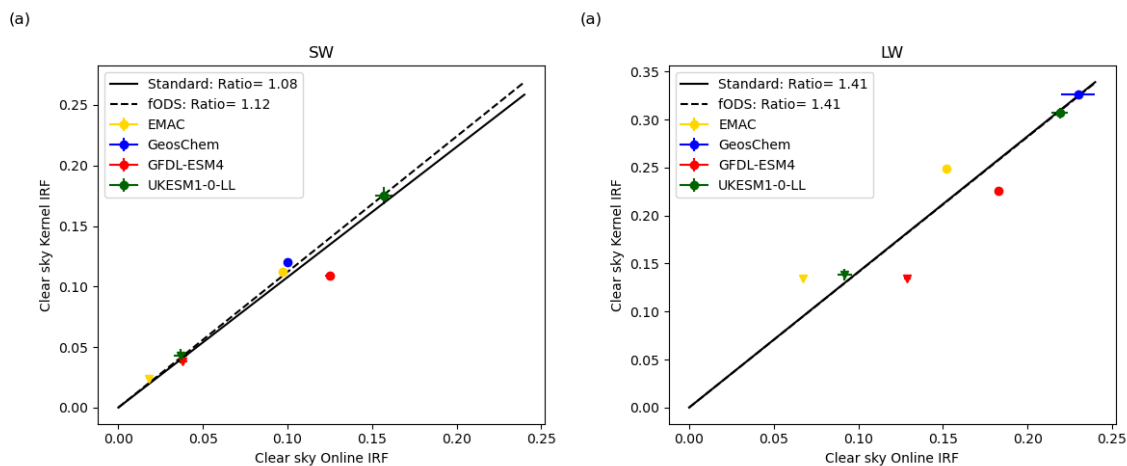 (a)
SW
Standard: Ratio= 1.08
fODS: Ratio= 1.12
EMAC
GeosChem
GFDL-ESM4
UKESM1-0-LL
Clear sky Kernel IRF
0.25
0.20
0.15
0.10
0.05
0.00
0.00 0.05 0.10 0.15 0.20 0.25
Clear sky Online IRF
(a)
LW
Standard: Ratio= 1.41
fODS: Ratio= 1.41
EMAC
GeosChem
GFDL-ESM4
UKESM1-0-LL
Clear sky Kernel IRF
0.35
0.30
0.25
0.20
0.15
0.10
0.05
0.00
0.00 0.05 0.10 0.15 0.20 0.25
Clear sky Online IRF